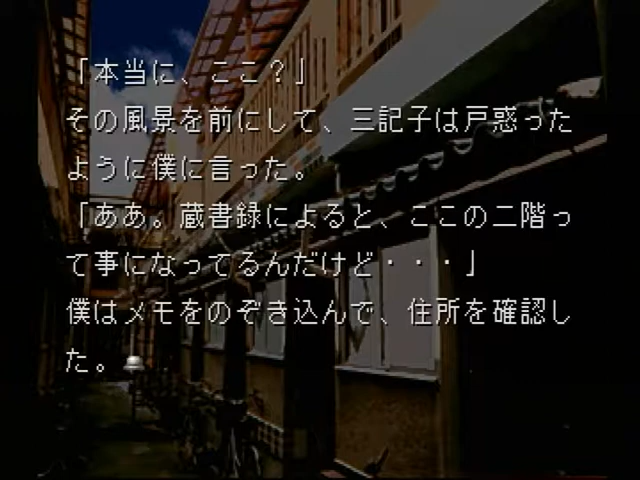 「本当に、ここ？」
その風景を前にして、三記子は戸惑った
ように僕に言った。
「ああ。蔵書録によると、ここの二階っ
て事になってるんだけど・・・」
僕はメモをのぞき込んで、住所を確認し
た。